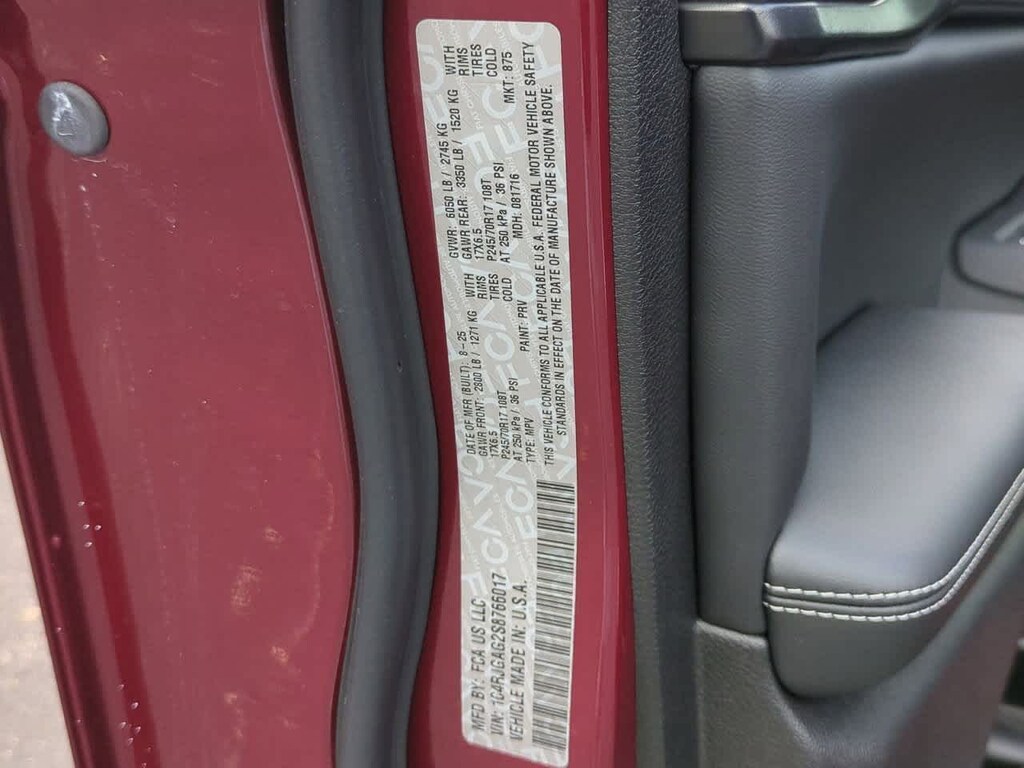 MFD BY: FCA US LLC
DATE OF MFR (BUILT): 8-25
GVWR: 6050 LB / 2745 KG
WITH
VIN: 1C4RJGAG2S8766017
GAWR FRONT: 2800 LB / 1271 KG
WITH
GAWR REAR: 3350 LB / 1520 KG
RIMS
VEHICLE MADE IN: U.S.A.
17X6.5
RIMS
17X6.5
TIRES
P245/70R17 108T
TIRES
P245/70R17 108T
COLD
AT 250 kPa / 36 PSI
COLD
AT 250 kPa / 36 PSI
TYPE: MPV
PAINT: PRV
MDH: 081716
MKT: 875
THIS VEHICLE CONFORMS TO ALL APPLICABLE U.S.A. FEDERAL MOTOR VEHICLE SAFETY
STANDARDS IN EFFECT ON THE DATE OF MANUFACTURE SHOWN ABOVE.